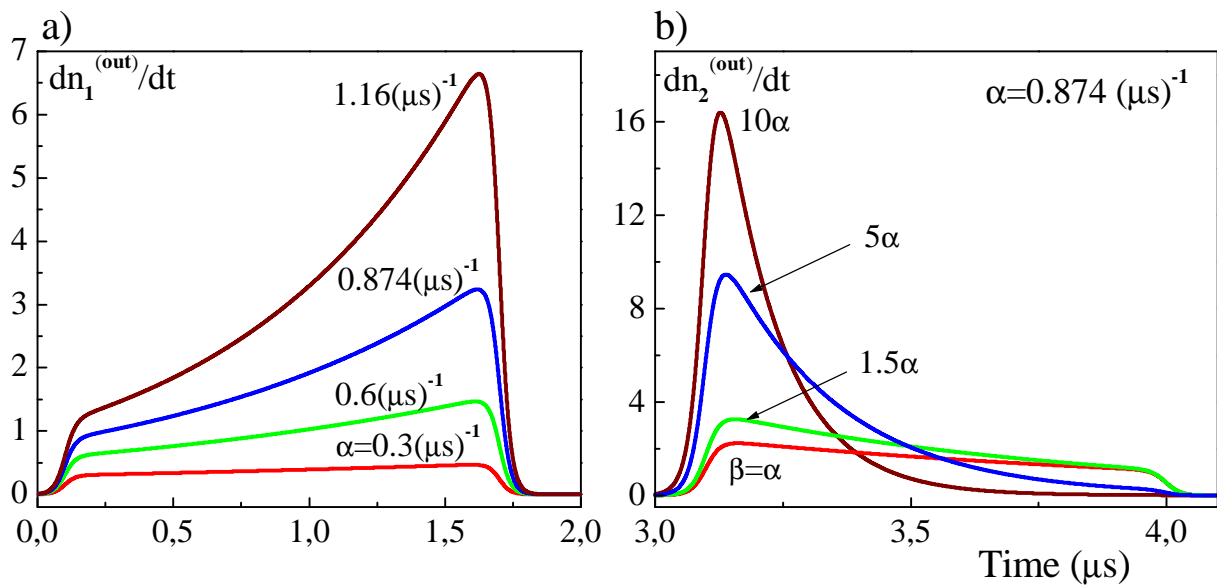 a)
dn₁⁽ᵒᵘᵗ⁾/dt
1.16(μs)⁻¹
0.874(μs)⁻¹
0.6(μs)⁻¹
α=0.3(μs)⁻¹
7
6
5
4
3
2
1
0
0,0 0,5 1,0 1,5 2,0
b)
dn₂⁽ᵒᵘᵗ⁾/dt
α=0.874 (μs)⁻¹
10α
5α
1.5α
β=α
16
12
8
4
0
3,0 3,5 4,0
Time (μs)